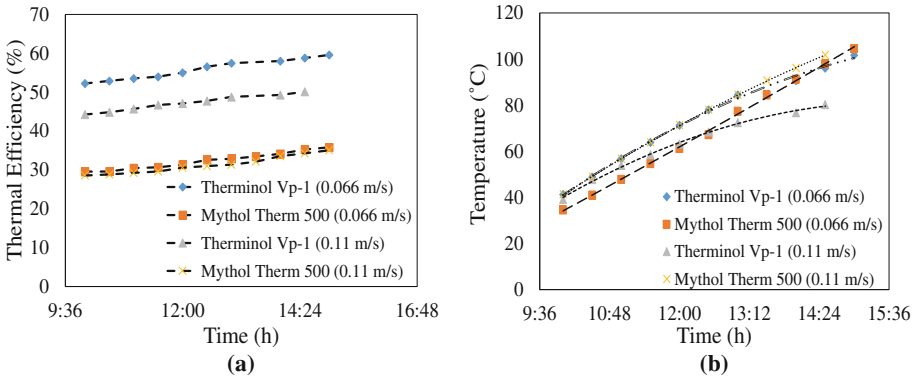 70
60
50
40
30
20
10
0
Thermal Efficiency (%)
Therminol Vp-1 (0.066 m/s)
Mythol Therm 500 (0.066 m/s)
Therminol Vp-1 (0.11 m/s)
Mythol Therm 500 (0.11 m/s)
9:36 12:00 14:24 16:48
Time (h)
(a)
120
100
80
60
40
20
0
Temperature (˚C)
Therminol Vp-1 (0.066 m/s)
Mythol Therm 500 (0.066 m/s)
Therminol Vp-1 (0.11 m/s)
Mythol Therm 500 (0.11 m/s)
9:36 10:48 12:00 13:12 14:24 15:36
Time (h)
(b)